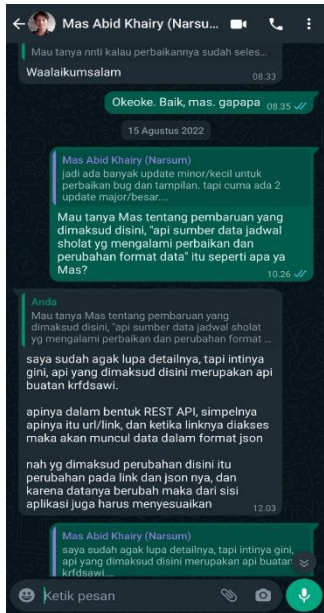 Mas Abid Khairy (Narsu...
Mau tanya nnti kalau perbaikannya sudah seles...
Waalaikumsalam
08.33
Okeoke. Baik, mas. gapapa 08.35
15 Agustus 2022
Mas Abid Khairy (Narsum)
jadi ada banyak update minor/kecil untuk
perbaikan bug dan tampilan. tapi cuma ada 2
update major/besar....
Mau tanya Mas tentang pembaruan yang
dimaksud disini, "api sumber data jadwal
sholat yg mengalami perbaikan dan
perubahan format data" itu seperti apa ya
Mas?
10.26
Anda
Mau tanya Mas tentang pembaruan yang
dimaksud disini, "api sumber data jadwal sholat
yg mengalami perbaikan dan perubahan format ...
saya sudah agak lupa detailnya, tapi intinya
gini, api yang dimaksud disini merupakan api
buatan krfdsawi.
apinya dalam bentuk REST API, simpelnya
apinya itu url/link, dan ketika linknya diakses
maka akan muncul data dalam format json
nah yg dimaksud perubahan disini itu
perubahan pada link dan json nya, dan
karena datanya berubah maka dari sisi
aplikasi juga harus menyesuaikan
12.03
Mas Abid Khairy (Narsum)
saya sudah agak lupa detailnya, tapi intinya gini,
api yang dimaksud disini merupakan api buatan
krfdsawi....
Ketik pesan